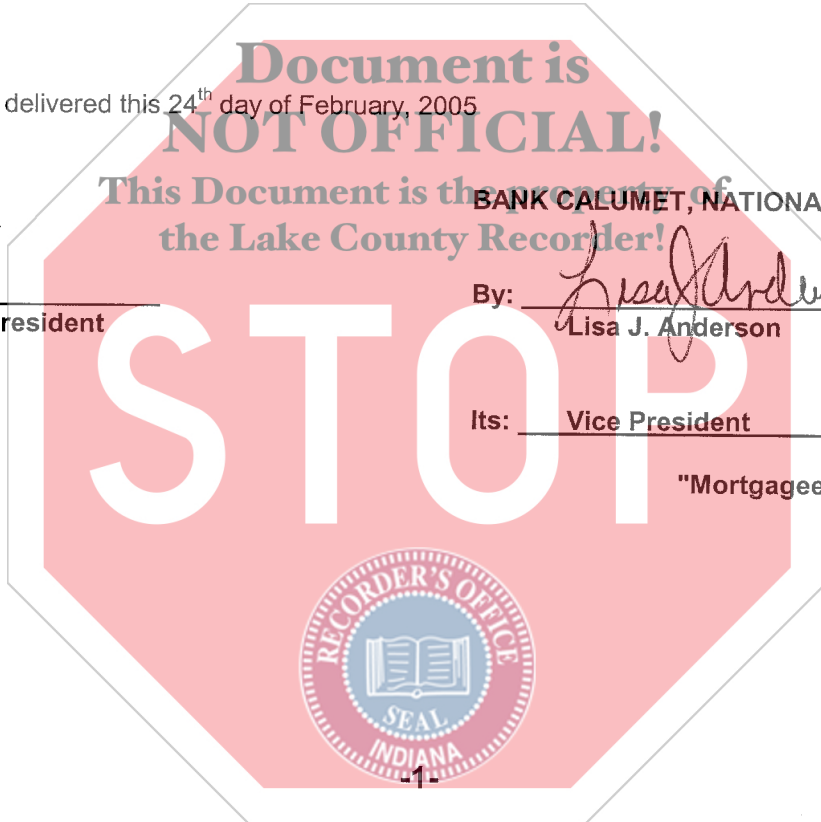 Document is
delivered this 24th day of February, 2005
NOT OFFICIAL!
This Document is the property of
BANK CALUMET, NATIONA
the Lake County Recorder!
By: Lisa J Ande
resident
Lisa J. Anderson
STOP
Its: Vice President
"Mortgagee
RECORDER'S OFFICE
SEAL
INDIANA
-1-